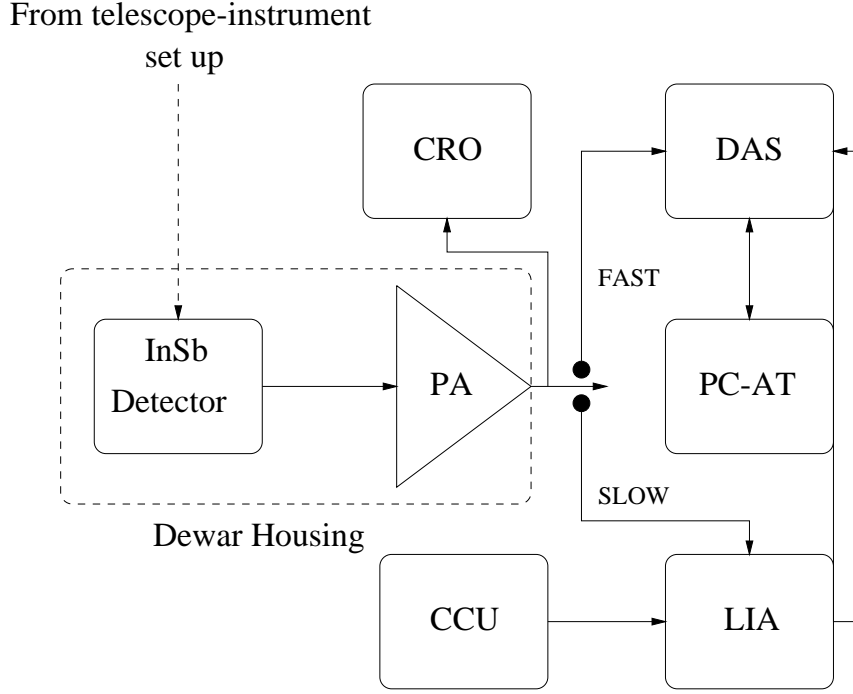 From telescope-instrument
set up
CRO
DAS
FAST
InSb
Detector
PA
PC-AT
SLOW
Dewar Housing
CCU
LIA